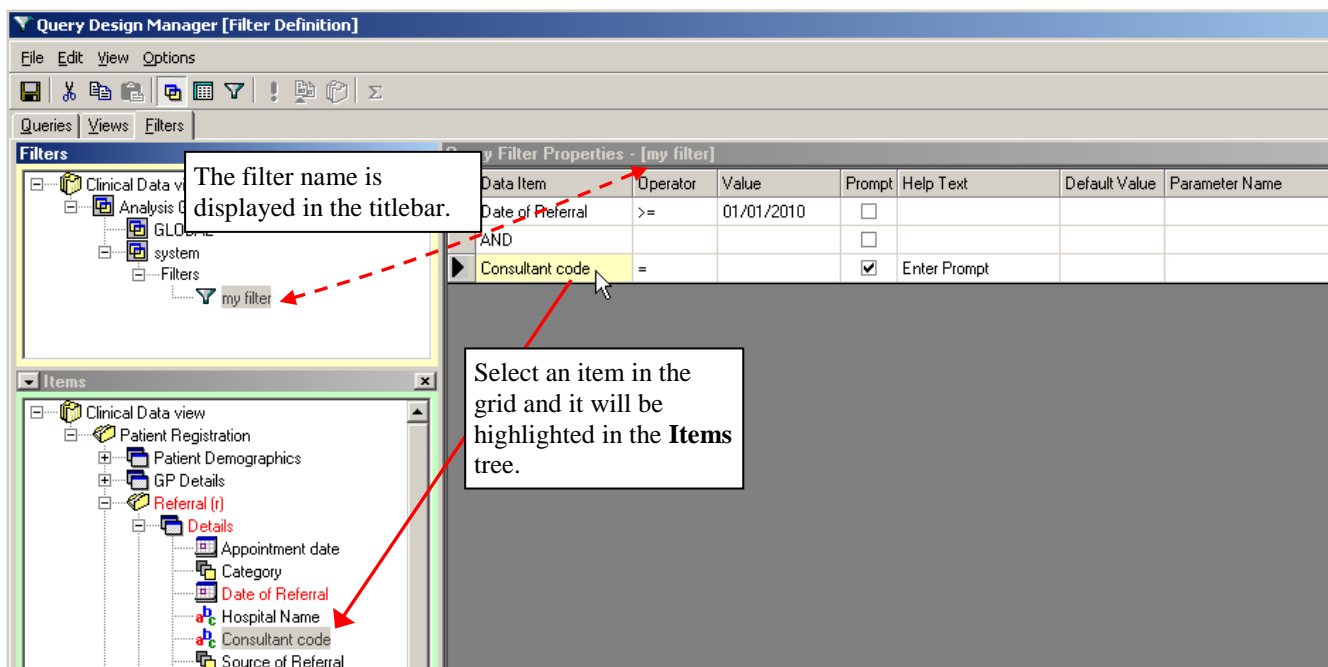 Query Design Manager [Filter Definition]
File Edit View Options
Queries Views Filters
Filters
Clinical Data
Analysis
system
Filters
my filter
The filter name is
displayed in the titlebar.
Filter Properties - [my filter]
Data Item Operator Value Prompt Help Text Default Value Parameter Name
Date of Referral >= 01/01/2010
AND
Consultant code = Enter Prompt
Select an item in the
grid and it will be
highlighted in the Items
tree.
Items
Clinical Data view
Patient Registration
Patient Demographics
GP Details
Referral (r)
Details
Appointment date
Category
Date of Referral
Hospital Name
Consultant code
Source of Referral